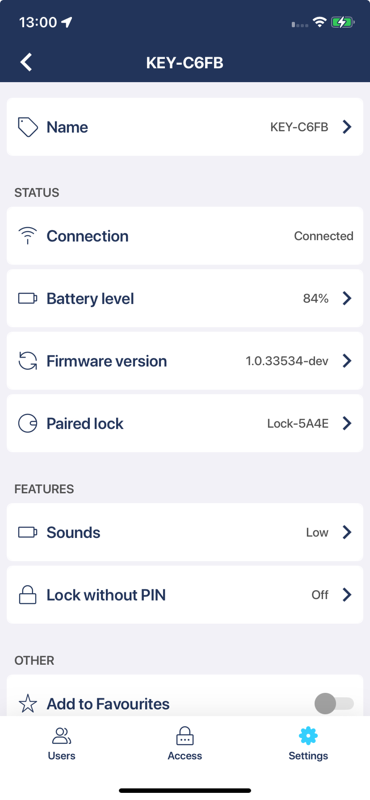 13:00
KEY-C6FB
Name KEY-C6FB
STATUS
Connection Connected
Battery level 84%
Firmware version 1.0.33534-dev
Paired lock Lock-5A4E
FEATURES
Sounds Low
Lock without PIN Off
OTHER
Add to Favourites
Users Access Settings